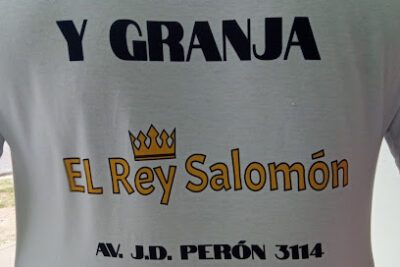 Y GRANJA
EL Rey Salomón
AV. J.D. PERÓN 3114